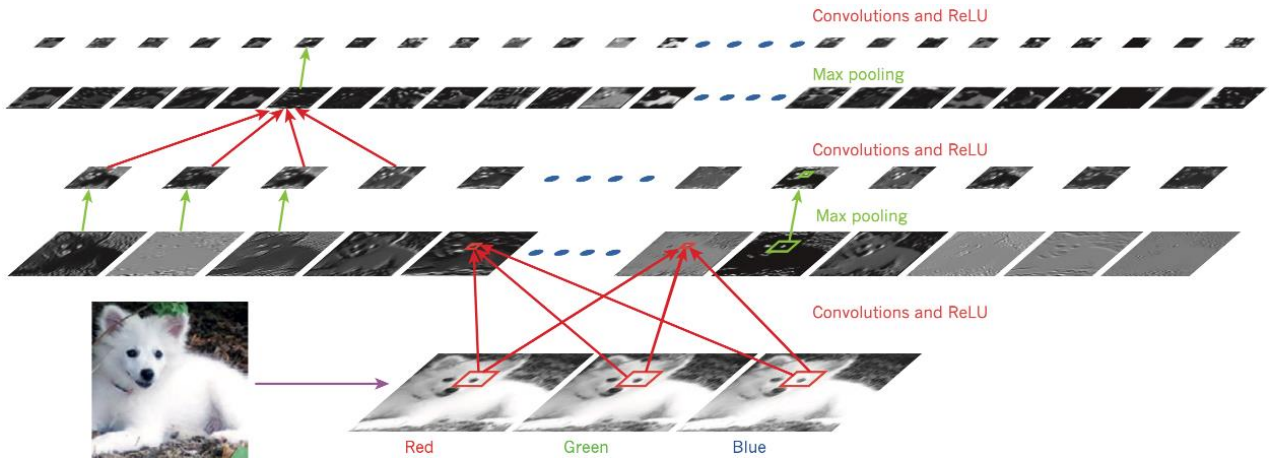 Convolutions and ReLU
Max pooling
Convolutions and ReLU
Max pooling
Convolutions and ReLU
Red
Green
Blue